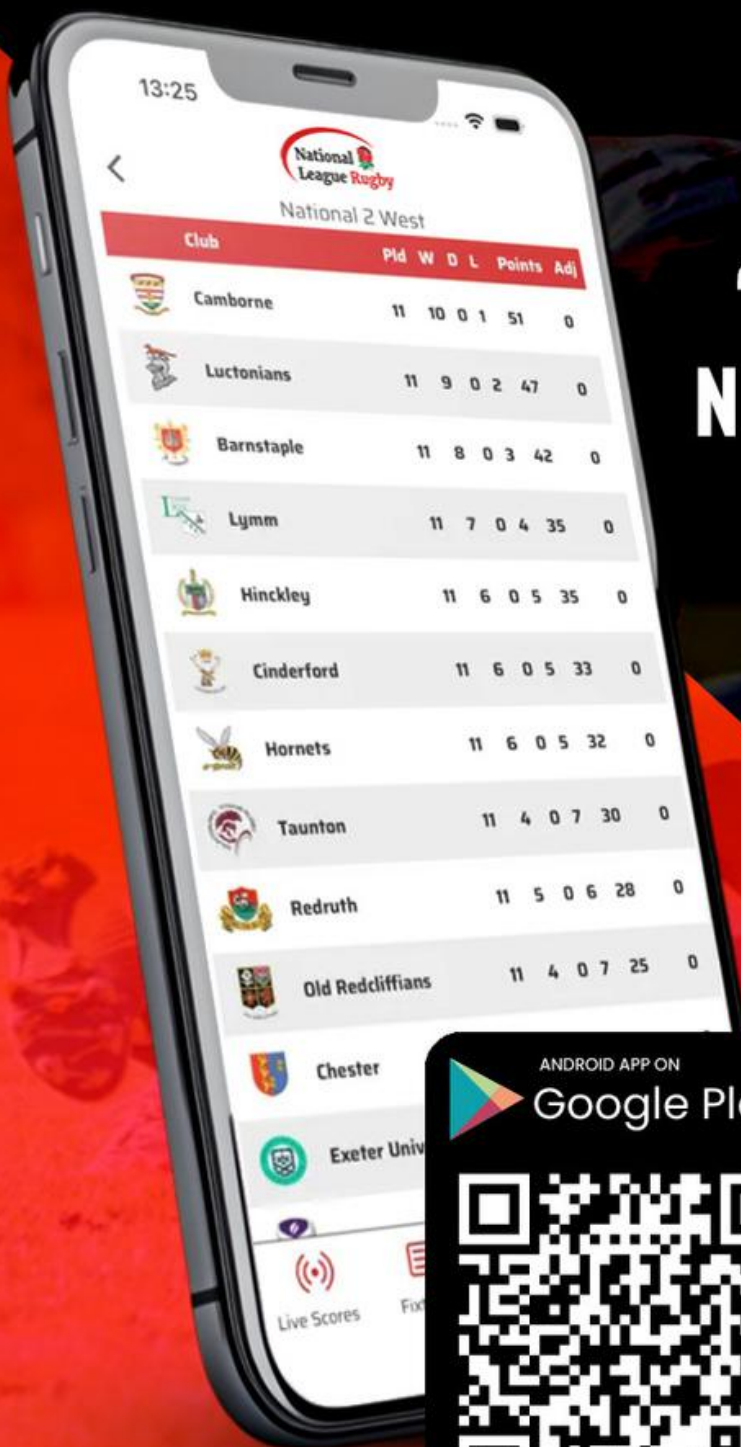 13:25
National
League Rugby
National 2 West
Club Pld W D L Points Adj
Camborne 11 10 0 1 51 0
Luctonians 11 9 0 2 47 0
Barnstaple 11 8 0 3 42 0
Lymm 11 7 0 4 35 0
Hinckley 11 6 0 5 35 0
Cinderford 11 6 0 5 33 0
Hornets 11 6 0 5 32 0
Taunton 11 4 0 7 30 0
Redruth 11 5 0 6 28 0
Old Redcliffians 11 4 0 7 25 0
Chester
Exeter Univ
Live Scores
ANDROID APP ON
Google
N